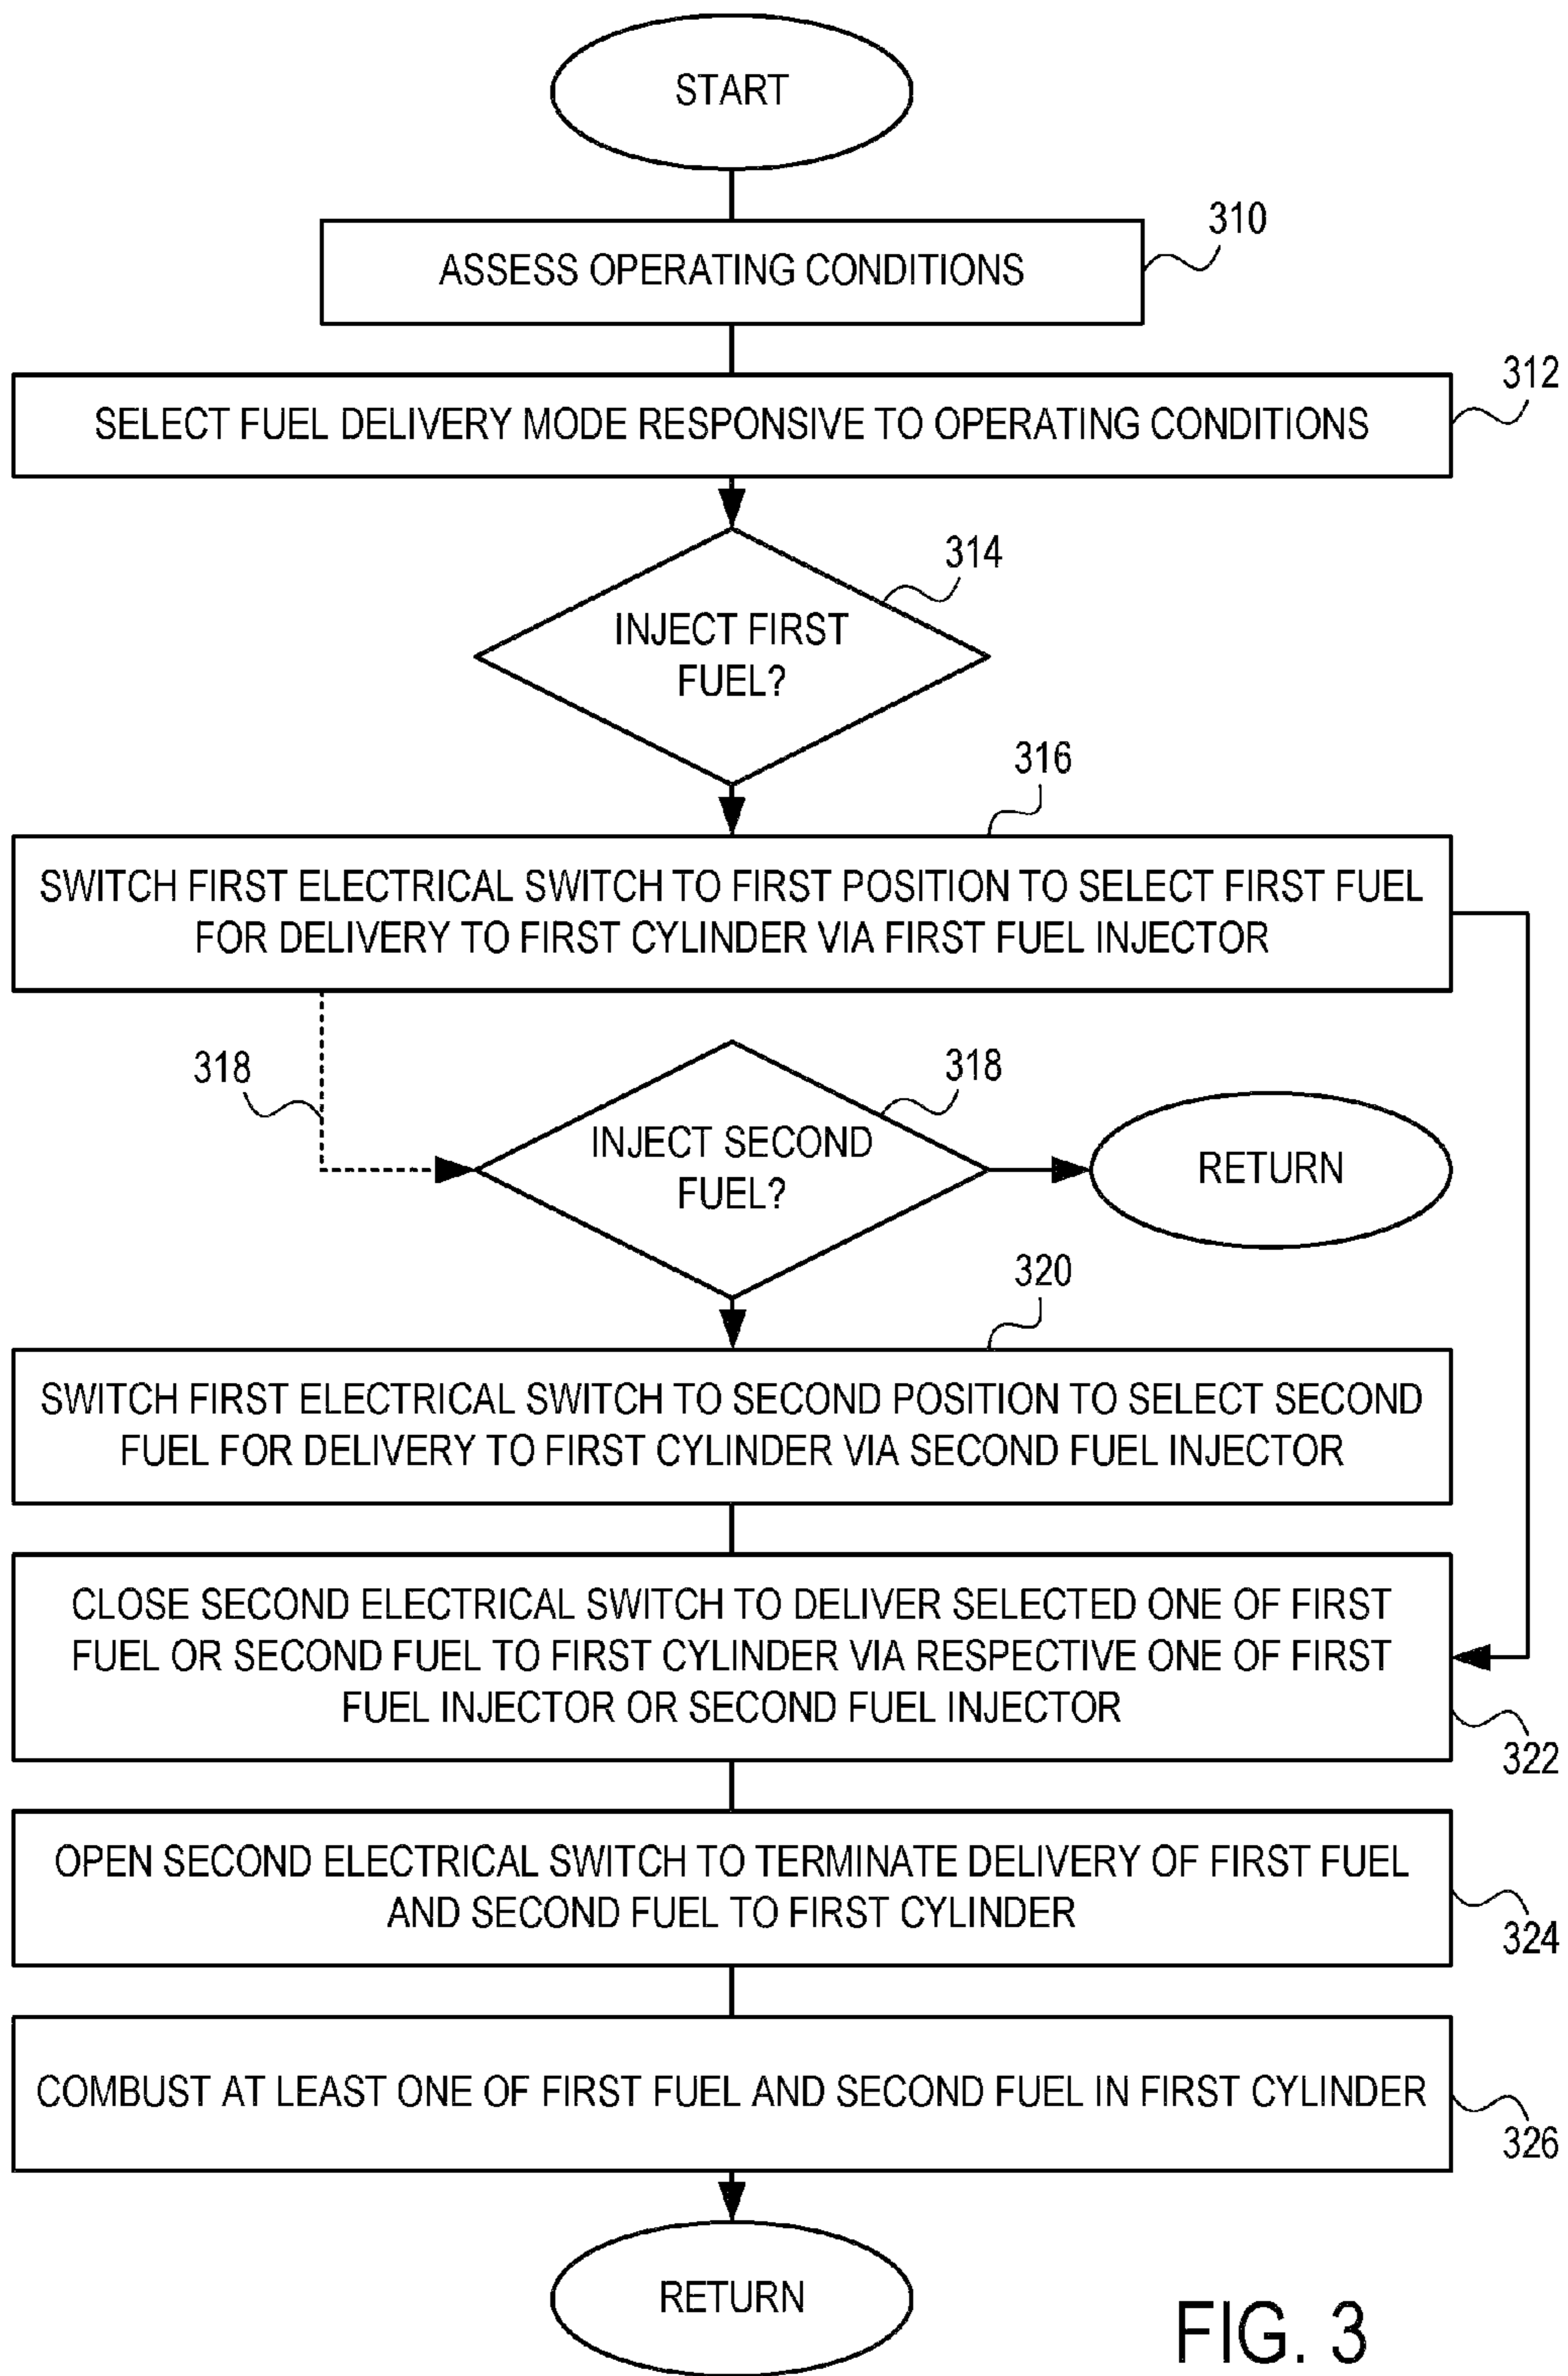 START
310
ASSESS OPERATING CONDITIONS
312
SELECT FUEL DELIVERY MODE RESPONSIVE TO OPERATING CONDITIONS
314
INJECT FIRST
FUEL?
316
SWITCH FIRST ELECTRICAL SWITCH TO FIRST POSITION TO SELECT FIRST FUEL
FOR DELIVERY TO FIRST CYLINDER VIA FIRST FUEL INJECTOR
318
318
INJECT SECOND
FUEL?
RETURN
320
SWITCH FIRST ELECTRICAL SWITCH TO SECOND POSITION TO SELECT SECOND
FUEL FOR DELIVERY TO FIRST CYLINDER VIA SECOND FUEL INJECTOR
CLOSE SECOND ELECTRICAL SWITCH TO DELIVER SELECTED ONE OF FIRST
FUEL OR SECOND FUEL TO FIRST CYLINDER VIA RESPECTIVE ONE OF FIRST
FUEL INJECTOR OR SECOND FUEL INJECTOR
322
OPEN SECOND ELECTRICAL SWITCH TO TERMINATE DELIVERY OF FIRST FUEL
AND SECOND FUEL TO FIRST CYLINDER
324
COMBUST AT LEAST ONE OF FIRST FUEL AND SECOND FUEL IN FIRST CYLINDER
326
RETURN
FIG. 3